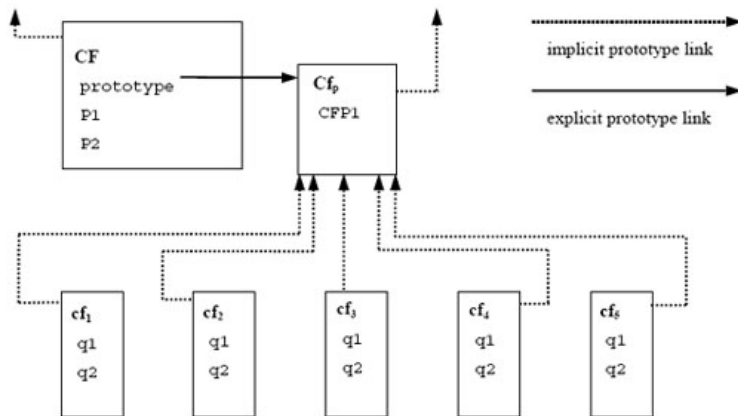 CF
prototype
P1
P2
Cfₚ
CFP1
implicit prototype link
explicit prototype link
cf₁
q1
q2
cf₂
q1
q2
cf₃
q1
q2
cf₄
q1
q2
cf₅
q1
q2